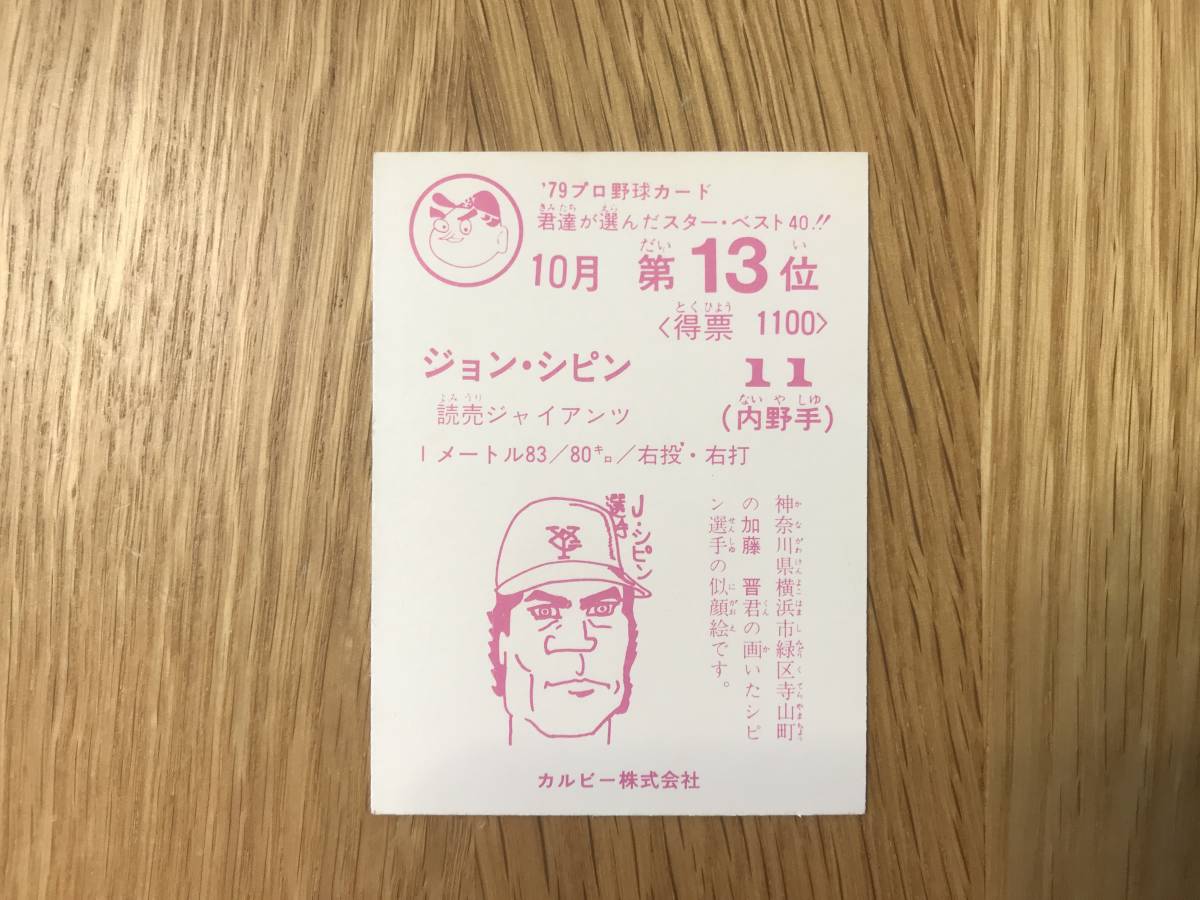 '79プロ野球カード
君達が選んだスター・ベスト40!!
10月 第13位
〈得票 1100〉
ジョン・シピン 11
読売ジャイアンツ (内野手)
1メートル83/80キロ/右投・右打
J・シピン
選手
神奈川県横浜市緑区寺山町
の加藤 晋君の画いたシピ
ン選手の似顔絵です。
カルビー株式会社